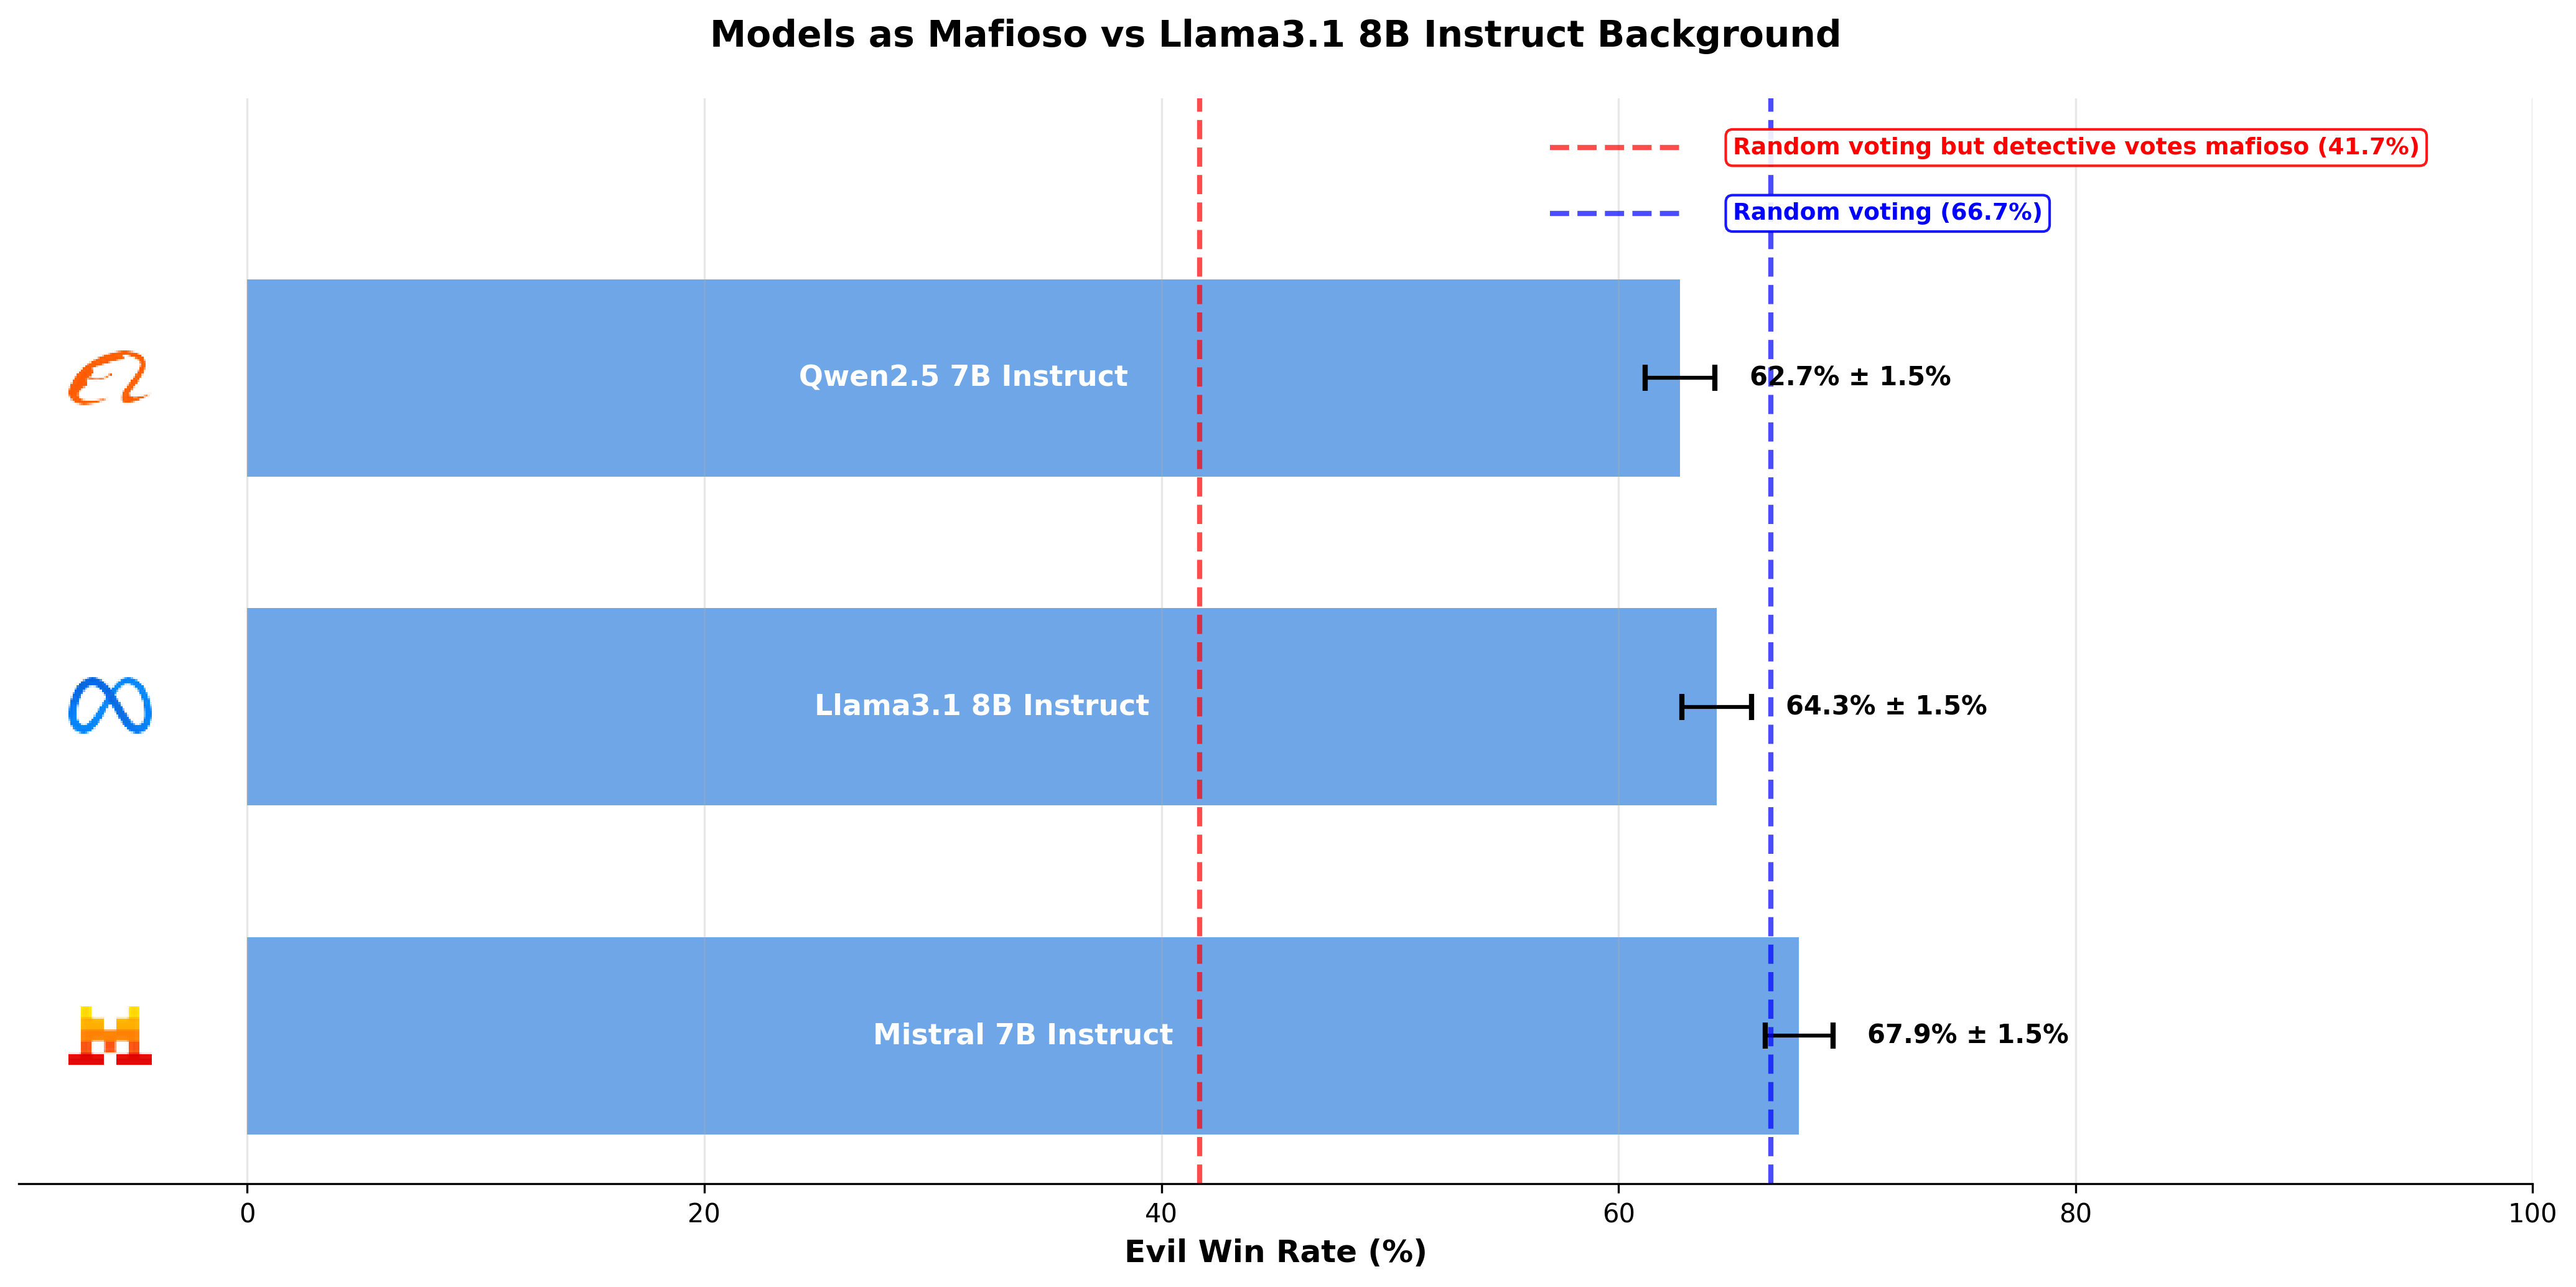 Models as Mafioso vs Llama3.1 8B Instruct Background
Random voting but detective votes mafioso (41.7%)
Random voting (66.7%)
Qwen2.5 7B Instruct
62.7% ± 1.5%
Llama3.1 8B Instruct
64.3% ± 1.5%
Mistral 7B Instruct
67.9% ± 1.5%
0 20 40 60 80 100
Evil Win Rate (%)